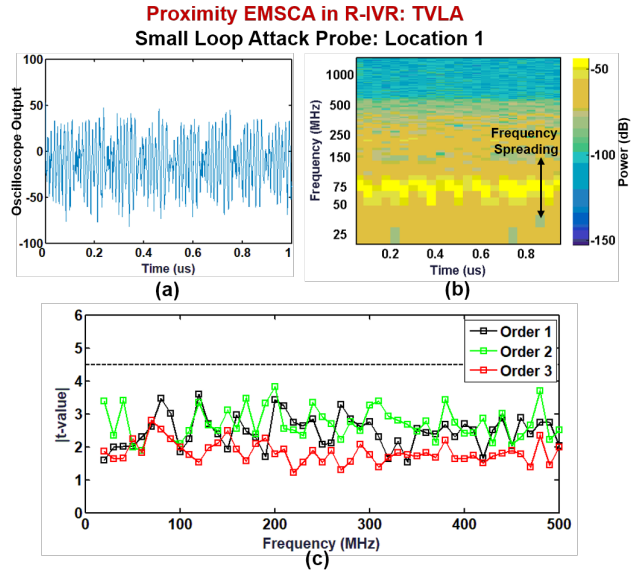 Proximity EMSCA in R-IVR: TVLA
Small Loop Attack Probe: Location 1
100
50
0
-50
-100
Oscilloscope Output
0
0.2
0.4
0.6
0.8
1
Time (us)
(a)
1000
500
250
150
75
50
25
Frequency (MHz)
Frequency
Spreading
0.2
0.4
0.6
0.8
Time (us)
-50
-100
-150
Power (dB)
(b)
6
5
4
3
2
1
0
|t-value|
Order 1
Order 2
Order 3
0
100
200
300
400
500
Frequency (MHz)
(c)